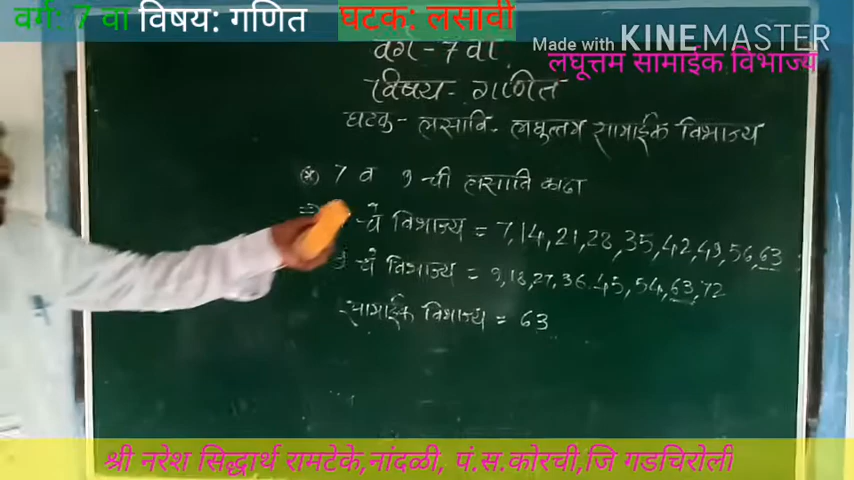 वर्ग: 7 वा विषय: गणित घटक: लसावी
Made with KINEMASTER
लघूत्तम सामाईक विभाज्य
वर्ग - 7 वा
विषय - गणित
घटक - लसावि - लघुत्तम सामाईक विभाज्य
7 व 9 ची लसावि काढा
चे विभाज्य = 7, 14, 21, 28, 35, 42, 49, 56, 63
चे विभाज्य = 9, 18, 27, 36, 45, 54, 63, 72
सामाईक विभाज्य = 63
श्री नरेश सिद्धार्थ रामटेके,नांदळी, पं.स.कोरची,जि गडचिरोली